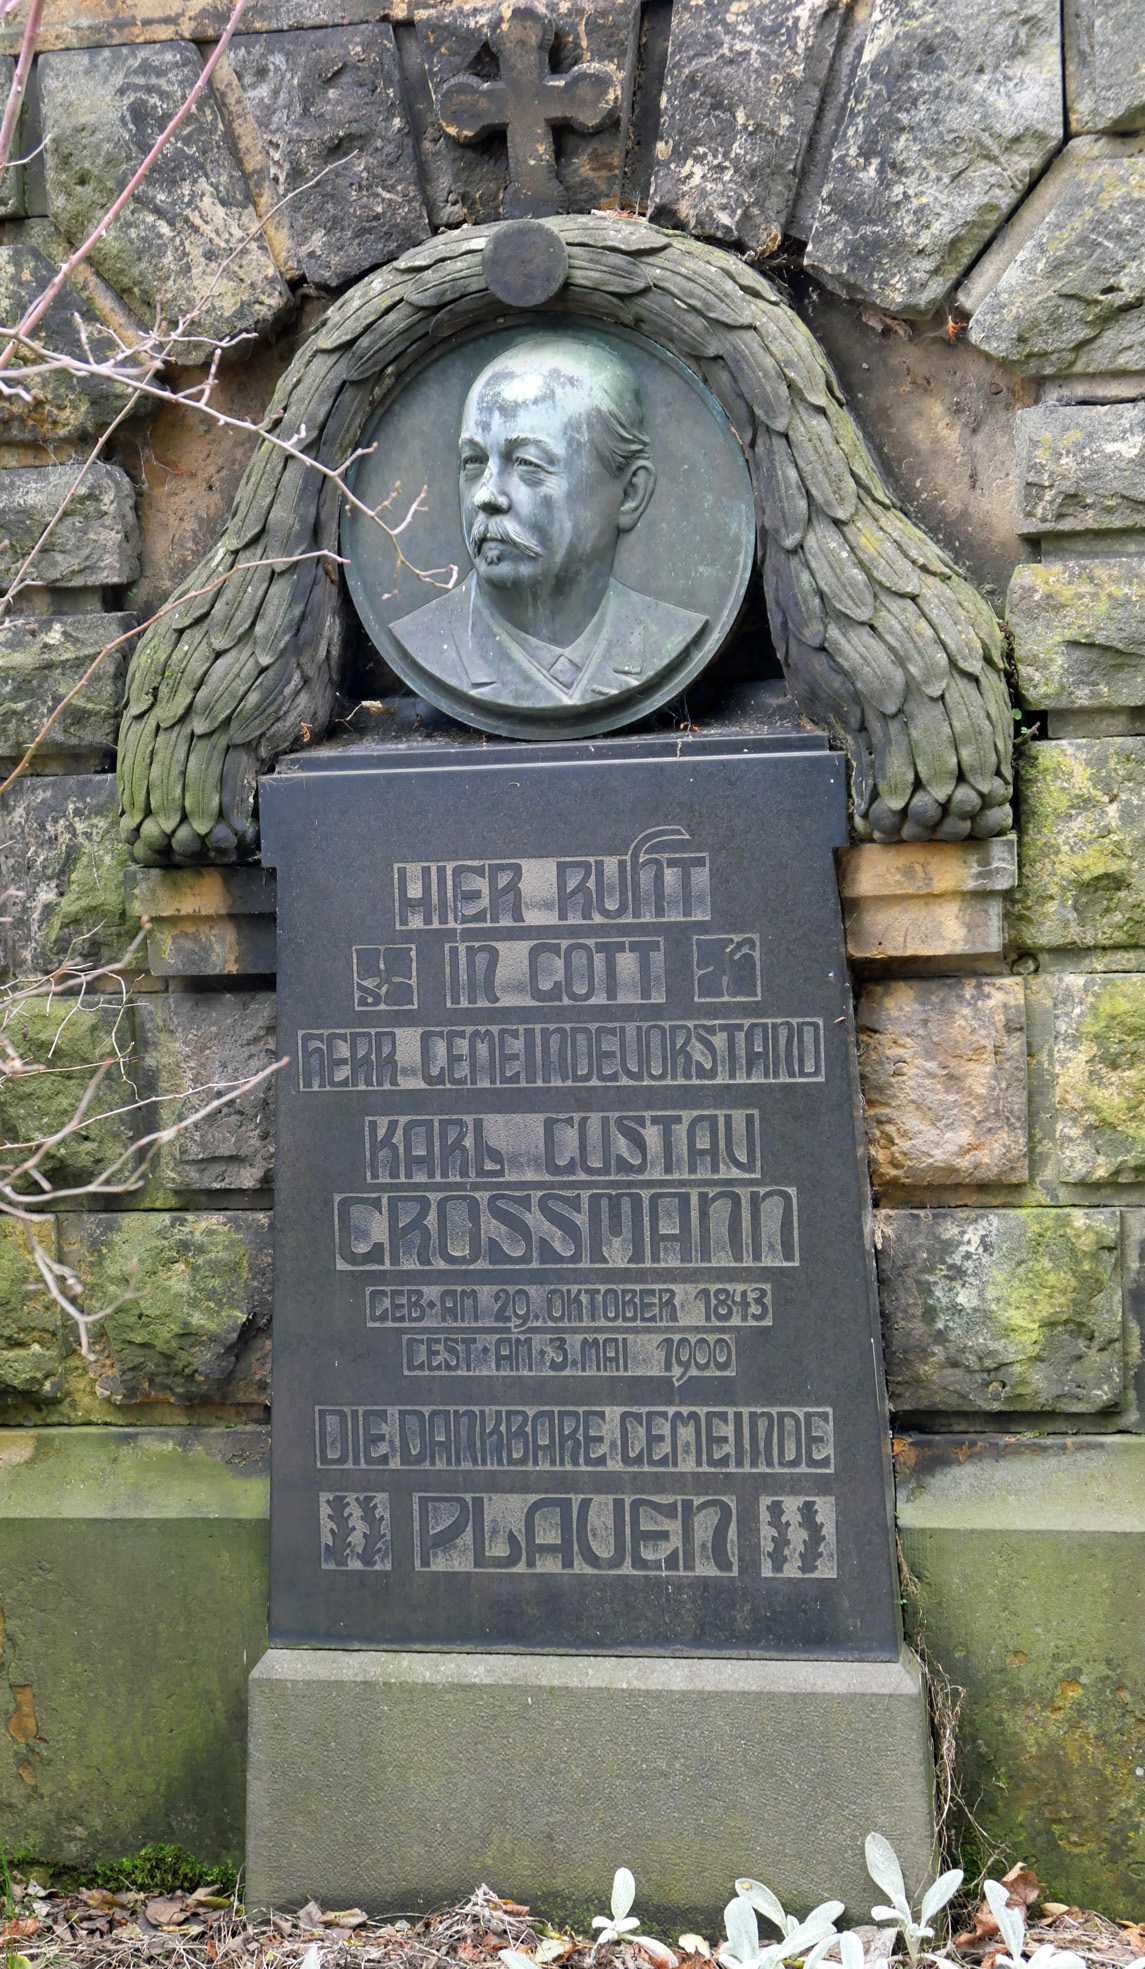 HIER RUHT
IN GOTT
HERR GEMEINDEVORSTAND
KARL GUSTAV
GROSSMANN
GEB · AM 29. OKTOBER 1843
GEST · AM · 3. MAI 1900
DIE DANKBARE GEMEINDE
PLAUEN